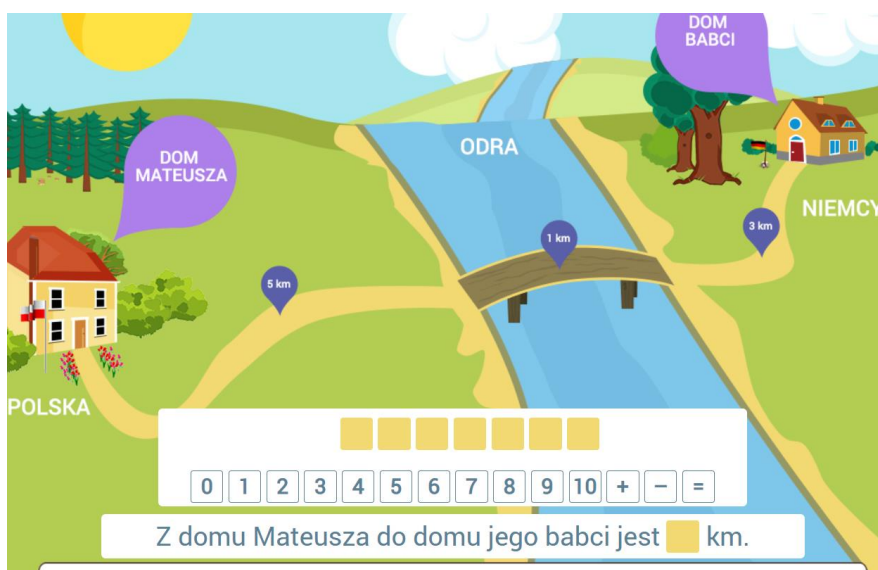 DOM
BABCI
ODRA
DOM
MATEUSZA
NIEMCY
3 km
1 km
5 km
POLSKA
0 1 2 3 4 5 6 7 8 9 10 + − =
Z domu Mateusza do domu jego babci jest km.